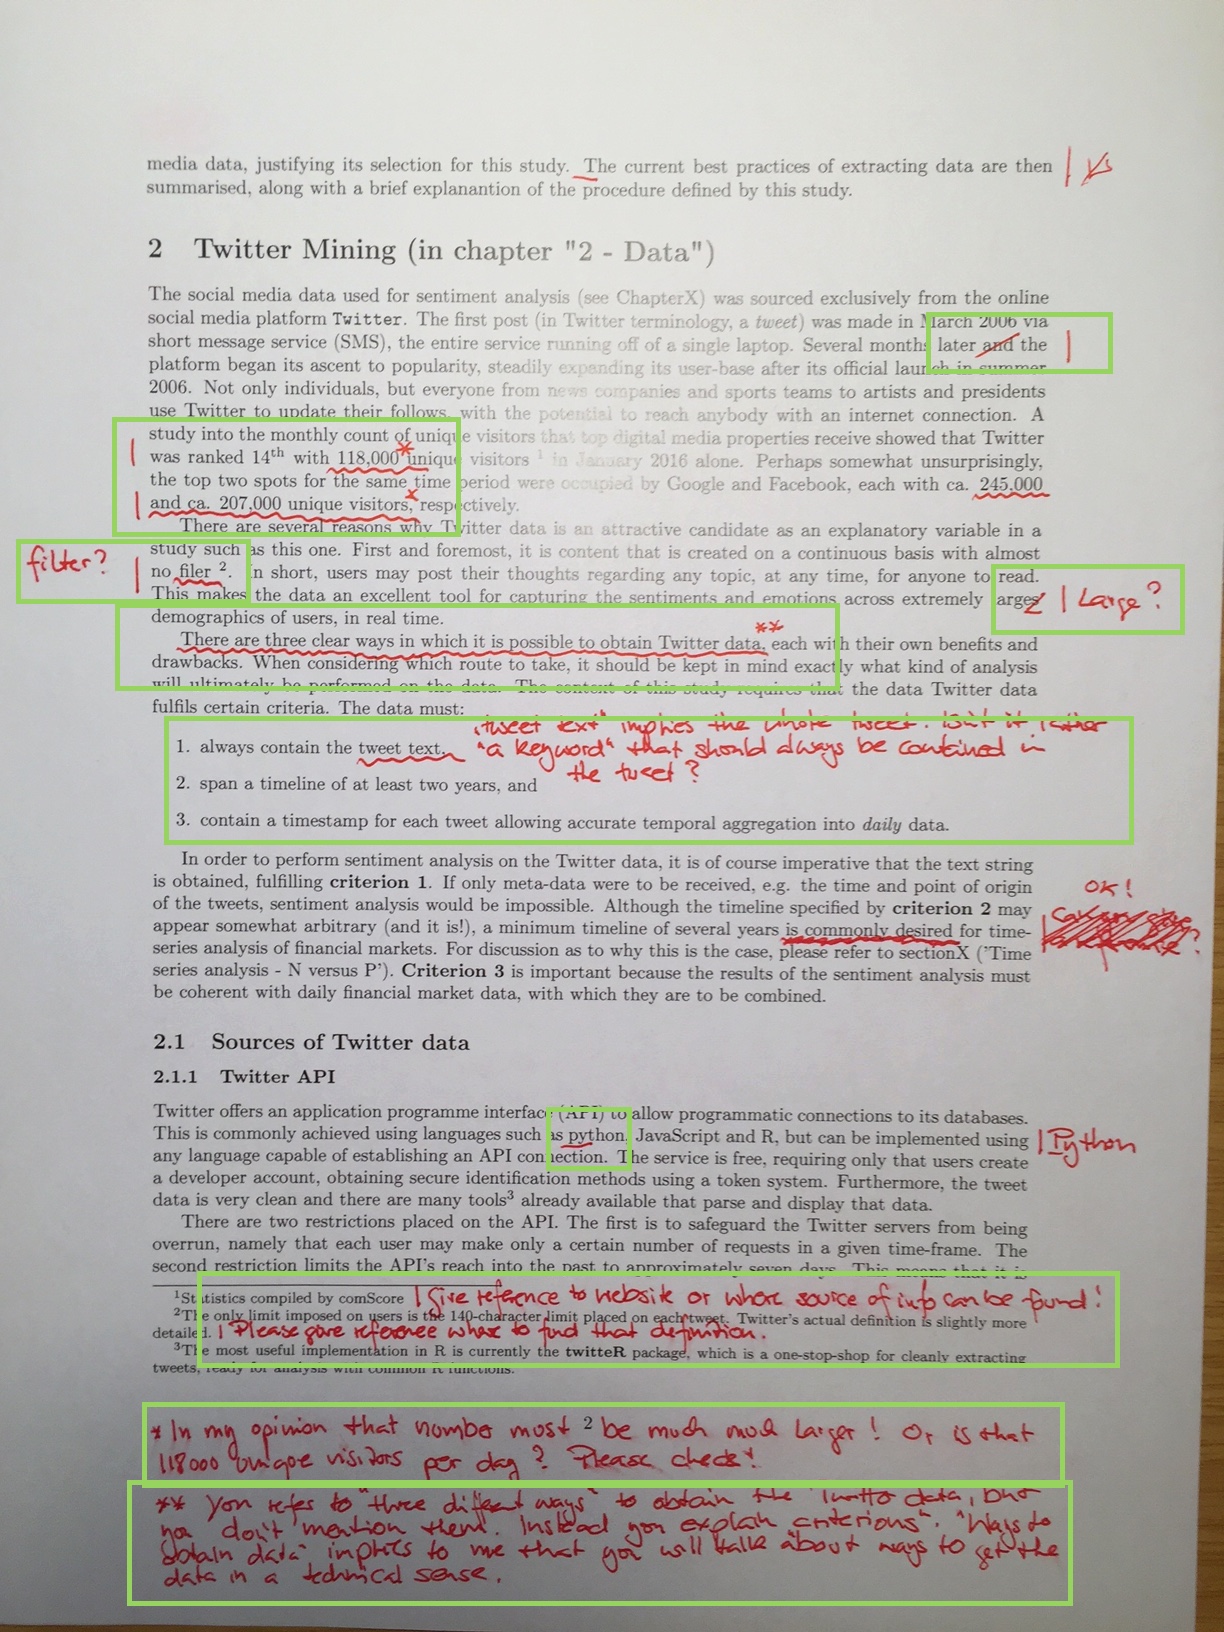 media data, justifying its selection for this study. The current best practices of extracting data are then
summarised, along with a brief explanantion of the procedure defined by this study.
2 Twitter Mining (in chapter "2 - Data")
The social media data used for sentiment analysis (see ChapterX) was sourced exclusively from the online
social media platform Twitter. The first post (in Twitter terminology, a tweet) was made in March 2006 via
short message service (SMS), the entire service running off of a single laptop. Several months later and the
platform began its ascent to popularity, steadily expanding its user-base after its official launch in summer
2006. Not only individuals, but everyone from news companies and sports teams to artists and presidents
use Twitter to update their follows, with the potential to reach anybody with an internet connection. A
study into the monthly count of unique visitors that top digital media properties receive showed that Twitter
was ranked 14th with 118,000* unique visitors 1 in January 2016 alone. Perhaps somewhat unsurprisingly,
the top two spots for the same time period were occupied by Google and Facebook, each with ca. 245,000
and ca. 207,000 unique visitors,* respectively.
There are several reasons why Twitter data is an attractive candidate as an explanatory variable in a
study such as this one. First and foremost, it is content that is created on a continuous basis with almost
filter? no filer 2. In short, users may post their thoughts regarding any topic, at any time, for anyone to read.
This makes the data an excellent tool for capturing the sentiments and emotions across extremely larges Large?
demographics of users, in real time.
**
There are three clear ways in which it is possible to obtain Twitter data, each with their own benefits and
drawbacks. When considering which route to take, it should be kept in mind exactly what kind of analysis
will ultimately be performed on the data. The context of this study requires that the data Twitter data
fulfils certain criteria. The data must:
"tweet text" implies the whole tweet. Isn't it rather
1. always contain the tweet text. "a keyword" that should always be contained in
the tweet?
2. span a timeline of at least two years, and
3. contain a timestamp for each tweet allowing accurate temporal aggregation into daily data.
In order to perform sentiment analysis on the Twitter data, it is of course imperative that the text string
is obtained, fulfilling criterion 1. If only meta-data were to be received, e.g. the time and point of origin
OK!
of the tweets, sentiment analysis would be impossible. Although the timeline specified by criterion 2 may
appear somewhat arbitrary (and it is!), a minimum timeline of several years is commonly desired for time-
series analysis of financial markets. For discussion as to why this is the case, please refer to sectionX ('Time
series analysis - N versus P'). Criterion 3 is important because the results of the sentiment analysis must
be coherent with daily financial market data, with which they are to be combined.
2.1 Sources of Twitter data
2.1.1 Twitter API
Twitter offers an application programme interface (API) to allow programmatic connections to its databases.
This is commonly achieved using languages such as python, JavaScript and R, but can be implemented using Python
any language capable of establishing an API connection. The service is free, requiring only that users create
a developer account, obtaining secure identification methods using a token system. Furthermore, the tweet
data is very clean and there are many tools3 already available that parse and display that data.
There are two restrictions placed on the API. The first is to safeguard the Twitter servers from being
overrun, namely that each user may make only a certain number of requests in a given time-frame. The
second restriction limits the API's reach into the past to approximately seven days. This means that it is
1Statistics compiled by comScore Give reference to website or where source of info can be found!
2The only limit imposed on users is the 140-character limit placed on each tweet. Twitter's actual definition is slightly more
detailed. Please give reference where to find that definition.
3The most useful implementation in R is currently the twitteR package, which is a one-stop-shop for cleanly extracting
tweets, ready for analysis with common R functions.
2
* In my opinion that number must be much much larger! Or is that
118000 unique visitors per day? Please check!
** You refer to "three different ways" to obtain the Twitter data, but
you don't mention them. Instead you explain "criterions". "Ways to
obtain data" implies to me that you will talk about ways to get the
data in a technical sense.